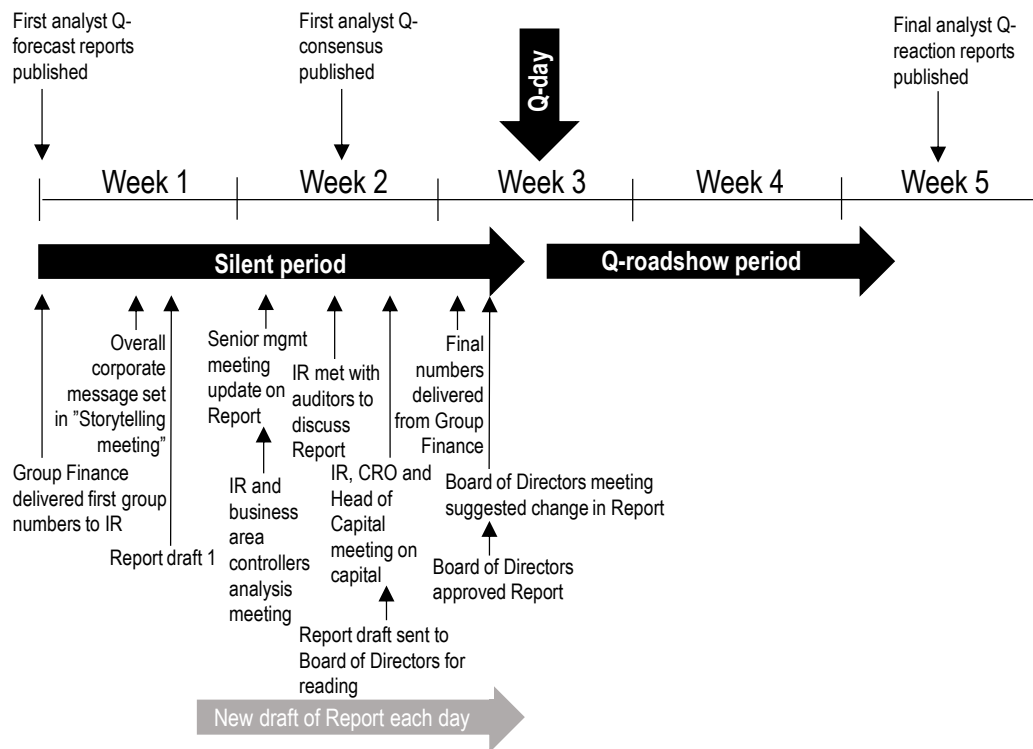 First analyst Q-
forecast reports
published
First analyst Q-
consensus
published
Q-day
Final analyst Q-
reaction reports
published
Week 1
Week 2
Week 3
Week 4
Week 5
Silent period
Q-roadshow period
Overall
corporate
message set
in ”Storytelling
meeting”
Group Finance
delivered first group
numbers to IR
Report draft 1
Senior mgmt
meeting
update on
Report
IR and
business
area
controllers
analysis
meeting
IR met with
auditors to
discuss
Report
IR, CRO and
Head of
Capital
meeting on
capital
Report draft sent to
Board of Directors for
reading
Final
numbers
delivered
from Group
Finance
Board of Directors meeting
suggested change in Report
Board of Directors
approved Report
New draft of Report each day